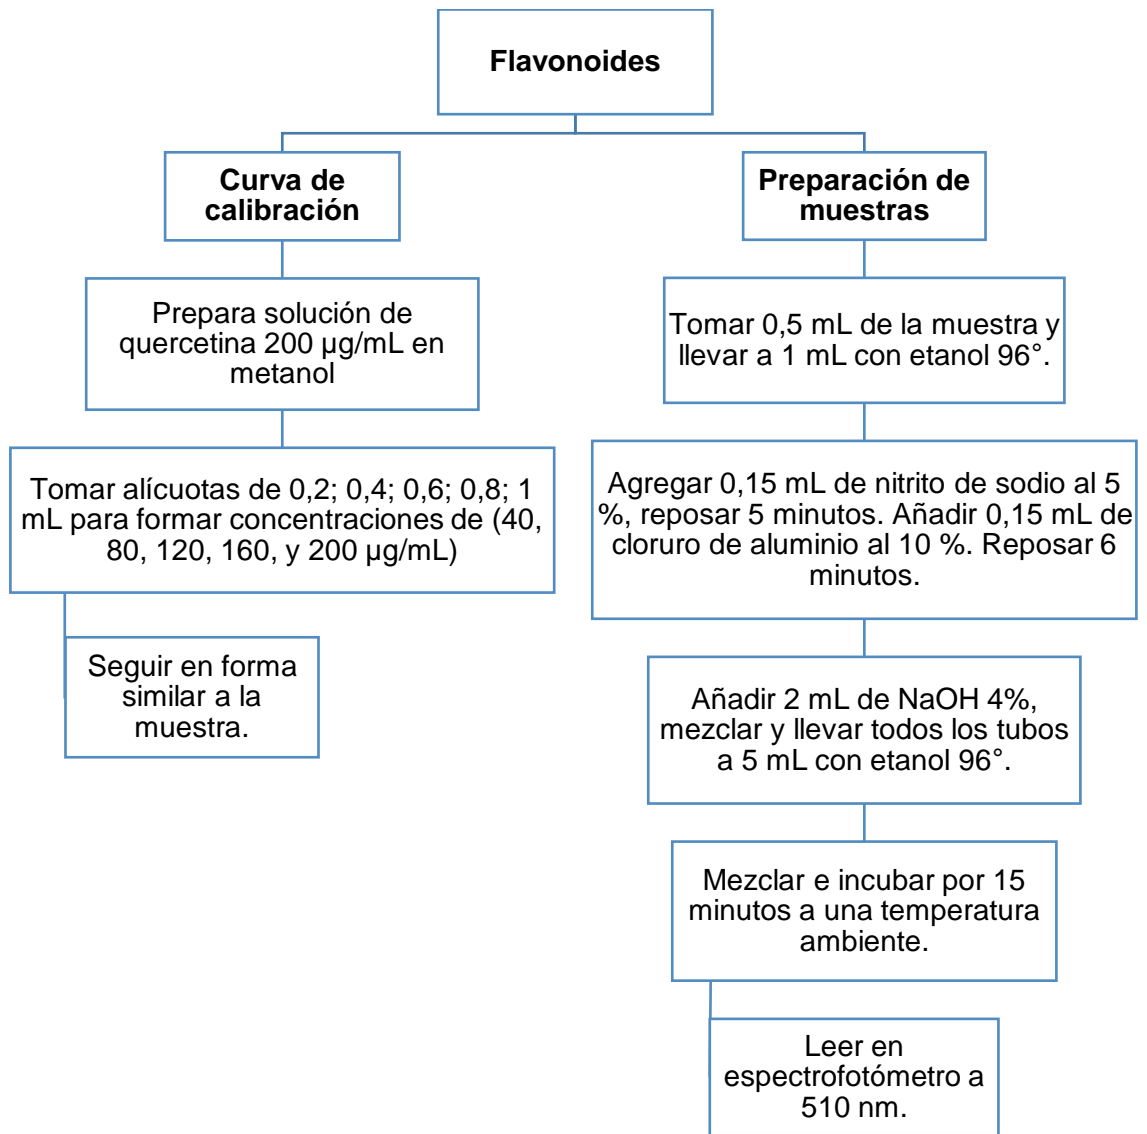 Flavonoides
Curva de
calibración
Prepara solución de
quercetina 200 µg/mL en
metanol
Tomar alícuotas de 0,2; 0,4; 0,6; 0,8; 1
mL para formar concentraciones de (40,
80, 120, 160, y 200 µg/mL)
Seguir en forma
similar a la
muestra.
Preparación de
muestras
Tomar 0,5 mL de la muestra y
llevar a 1 mL con etanol 96°.
Agregar 0,15 mL de nitrito de sodio al 5
%, reposar 5 minutos. Añadir 0,15 mL de
cloruro de aluminio al 10 %. Reposar 6
minutos.
Añadir 2 mL de NaOH 4%,
mezclar y llevar todos los tubos
a 5 mL con etanol 96°.
Mezclar e incubar por 15
minutos a una temperatura
ambiente.
Leer en
espectrofotómetro a
510 nm.